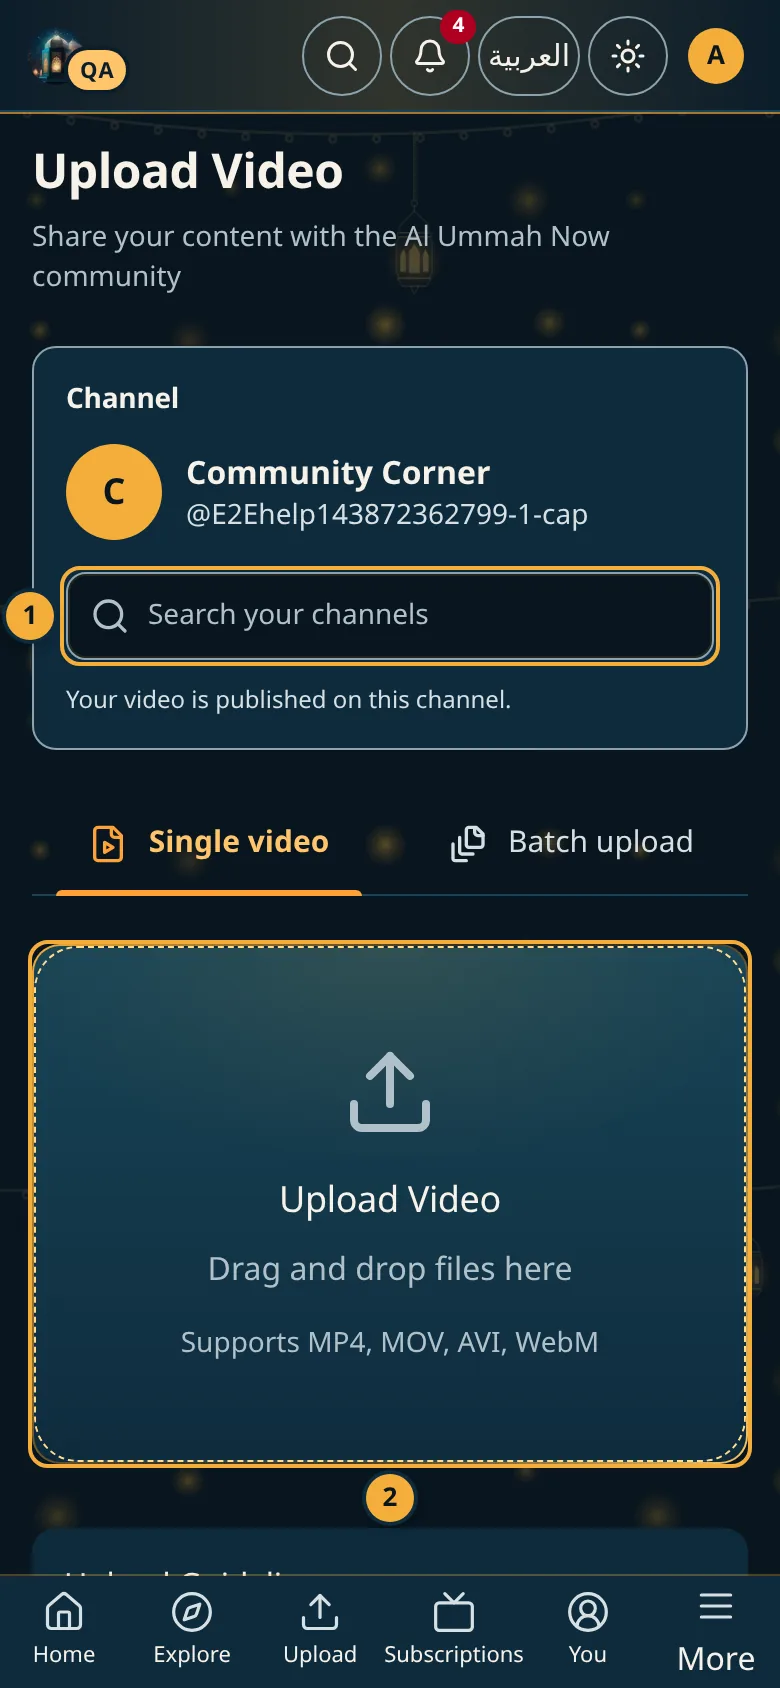 QA
4
العربية
A
Upload Video
Share your content with the Al Ummah Now
community
Channel
C
Community Corner
@E2Ehelp143872362799-1-cap
1
Search your channels
Your video is published on this channel.
Single video
Batch upload
Upload Video
Drag and drop files here
Supports MP4, MOV, AVI, WebM
2
Home
Explore
Upload
Subscriptions
You
More